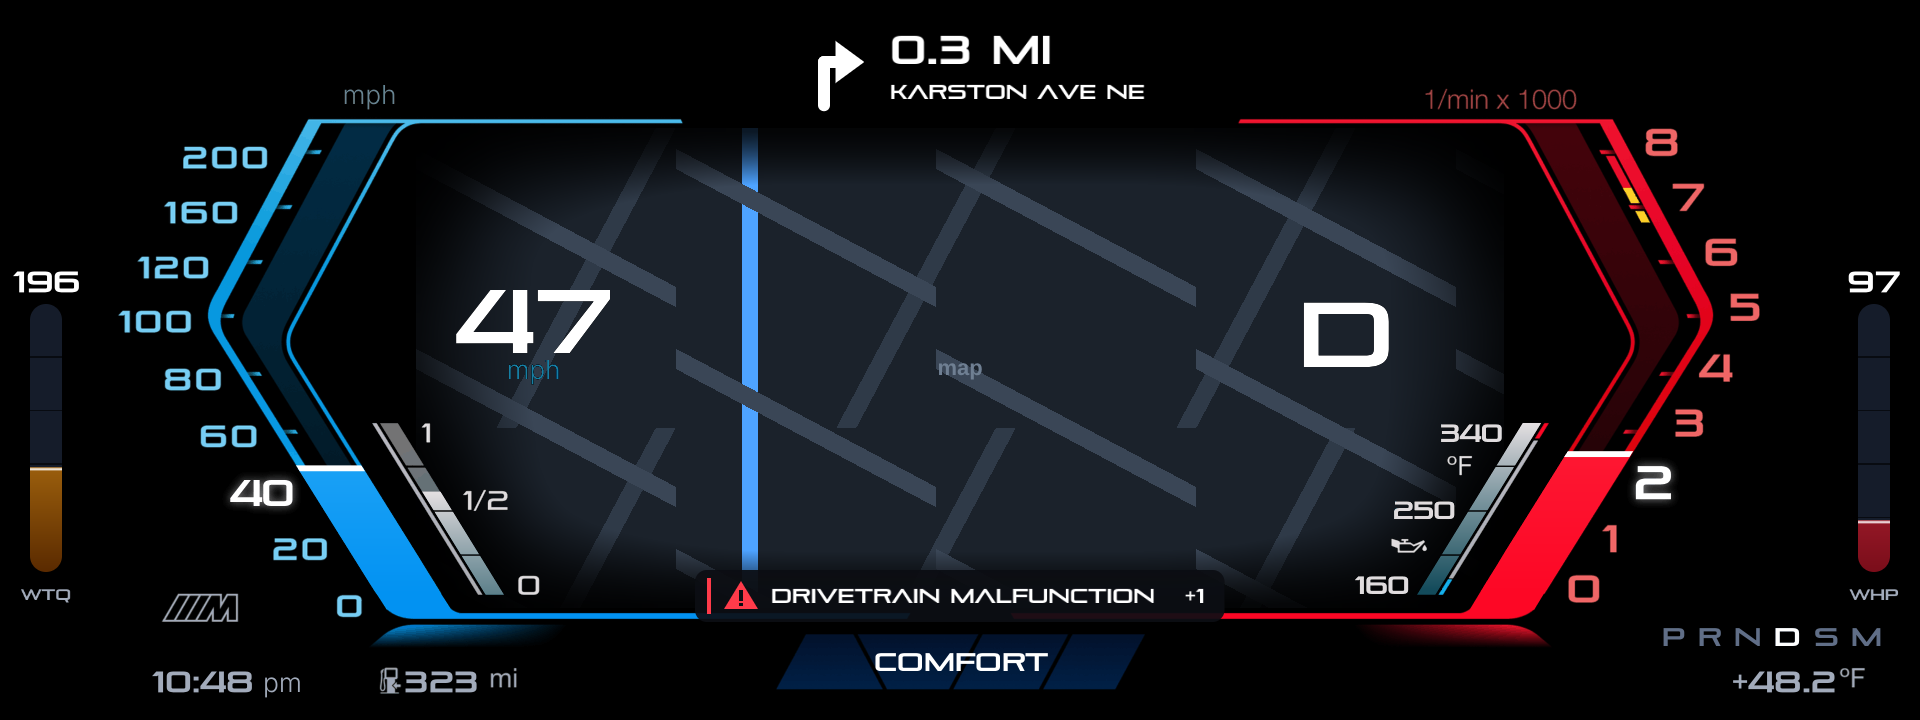 0.3 MI
KARSTON AVE NE
mph
1/min x 1000
200
160
120
100
80
60
40
20
0
8
7
6
5
4
3
2
1
0
196
WTQ
97
WHP
47
mph
map
D
1
1/2
0
340
°F
250
160
DRIVETRAIN MALFUNCTION +1
M
COMFORT
P R N D S M
10:48 pm
323 mi
+48.2°F